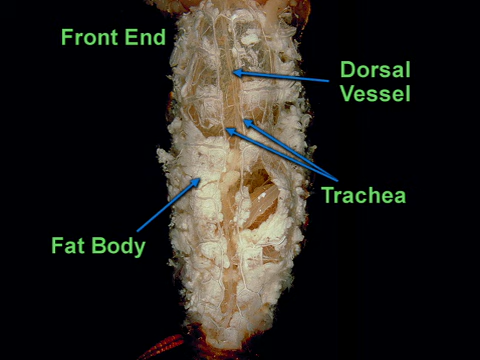 Front End
Dorsal
Vessel
Trachea
Fat Body